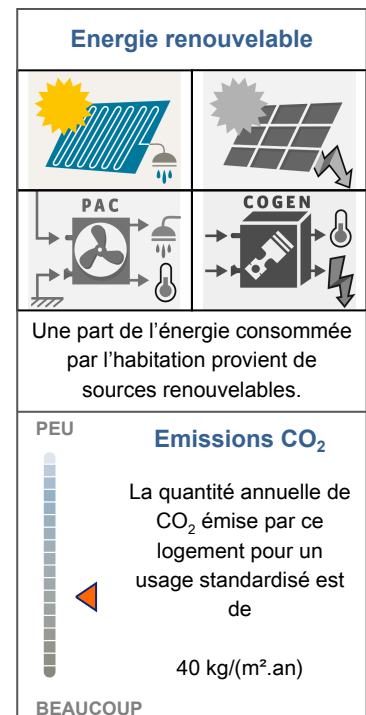 Energie renouvelable
PAC
COGEN
Une part de l'énergie consommée
par l'habitation provient de
sources renouvelables.
PEU
Emissions CO₂
La quantité annuelle de
CO₂ émise par ce
logement pour un
usage standardisé est
de
40 kg/(m².an)
BEAUCOUP